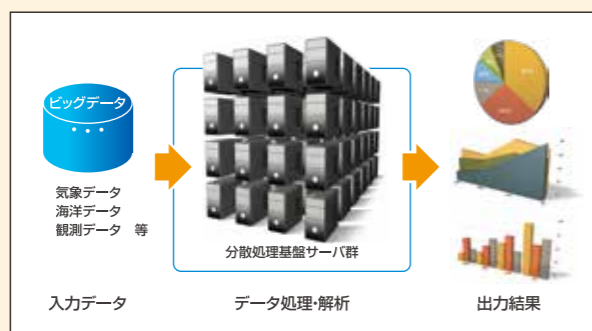 ビッグデータ
・・・
気象データ
海洋データ
観測データ 等
分散処理基盤サーバ群
入力データ
データ処理・解析
出力結果